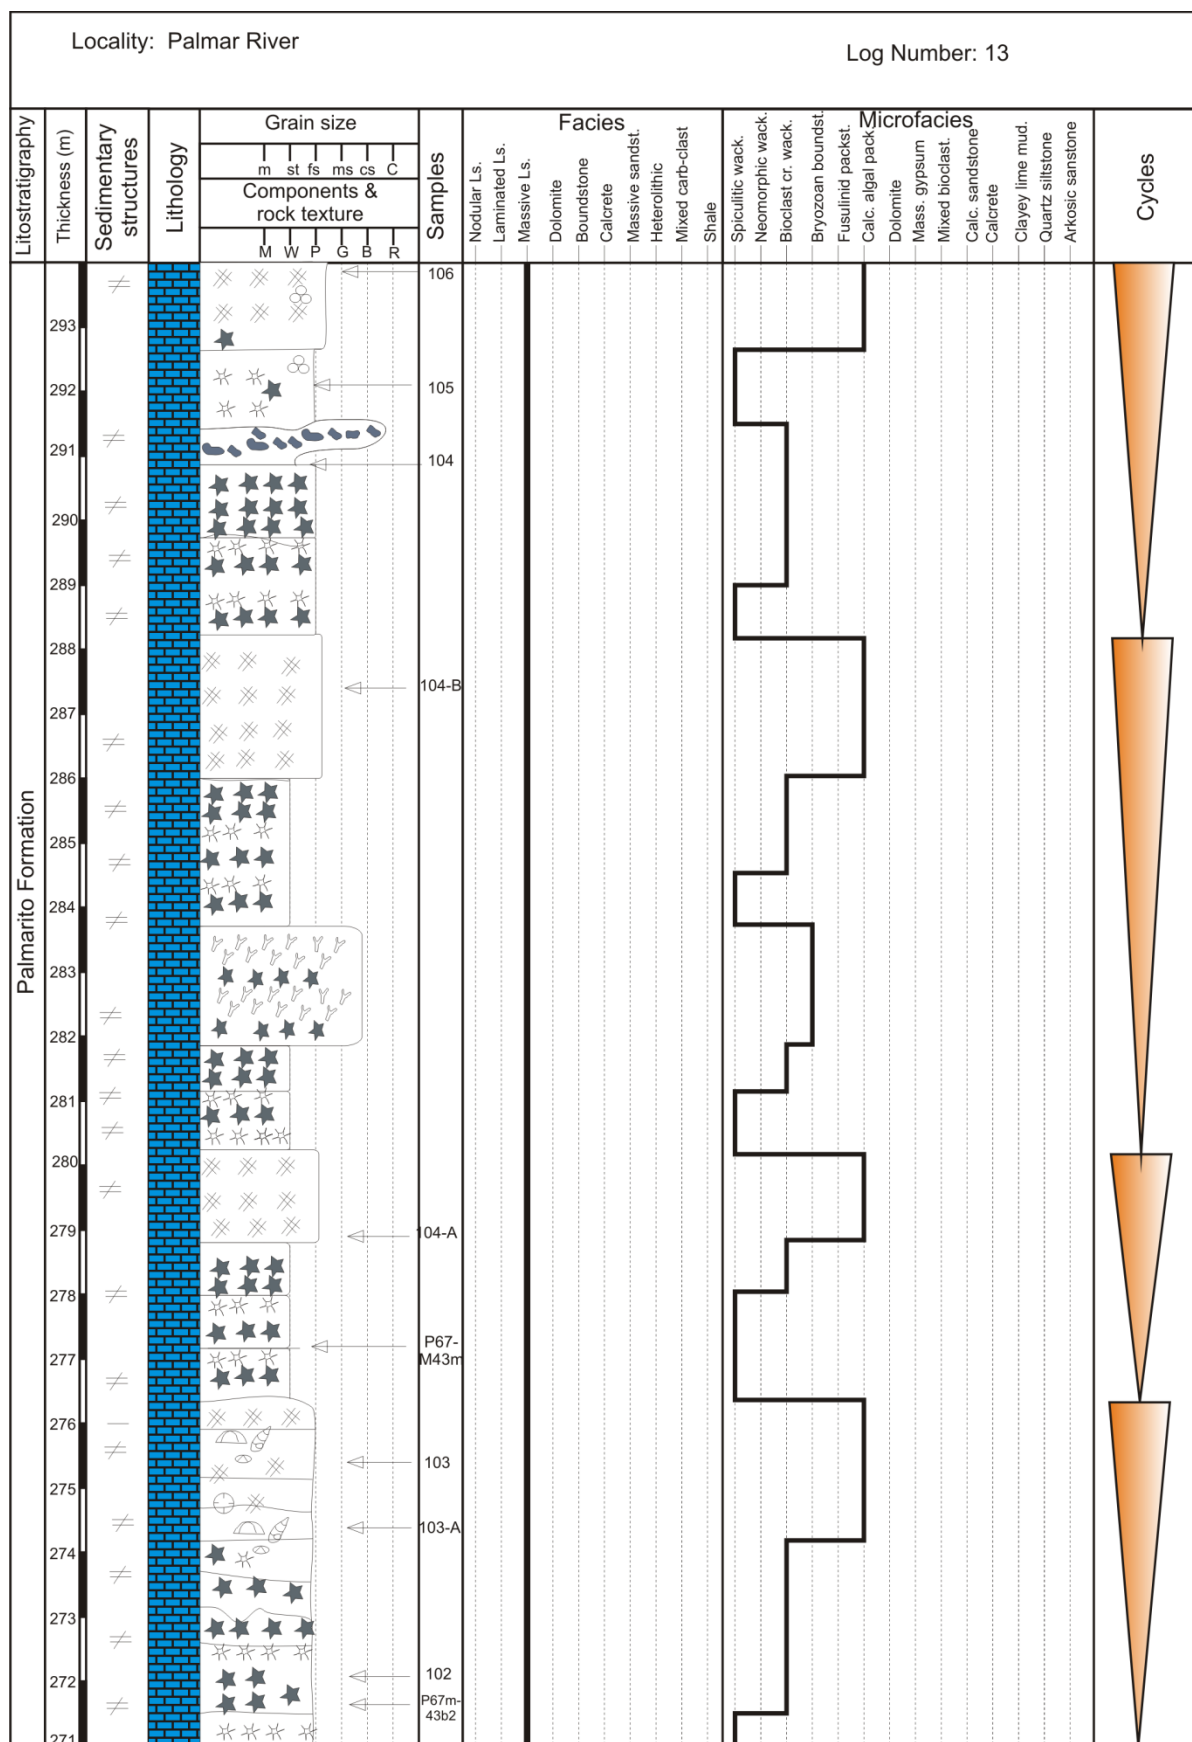 Locality: Palmar River
Log Number: 13
Litostratigraphy
Thickness (m)
Sedimentary
structures
Lithology
Grain size
m st fs ms cs C
Components &
rock texture
M W P G B R
Samples
Facies
Nodular Ls.
Laminated Ls.
Massive Ls.
Dolomite
Boundstone
Calcrete
Massive sandst.
Heterolithic
Mixed carb-clast
Shale
Microfacies
Spiculitic wack.
Neomorphic wack.
Bioclast cr. wack.
Bryozoan boundst.
Fusulinid packst.
Calc. algal pack.
Dolomite
Mass. gypsum
Mixed bioclast.
Calc. sandstone
Calcrete
Clayey lime mud.
Quartz siltstone
Arkosic sanstone
Cycles
Palmarito Formation
293
292
291
290
289
288
287
286
285
284
283
282
281
280
279
278
277
276
275
274
273
272
271
106
105
104
104-B
104-A
P67-
M43m
103
103-A
102
P67m-
43b2